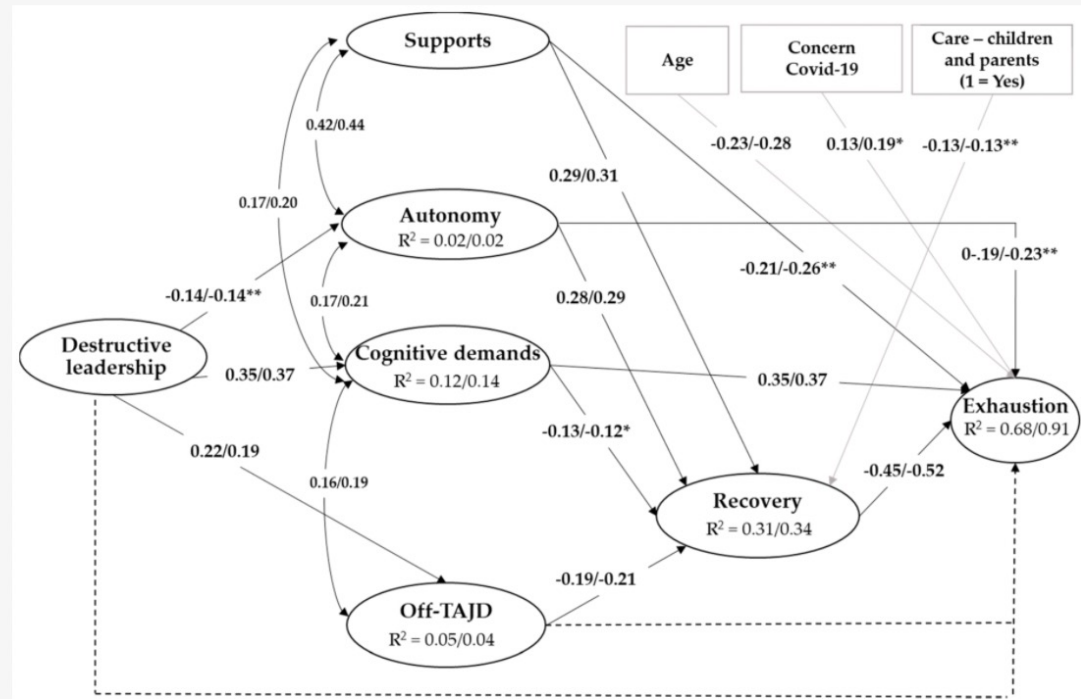 Supports
Age
Concern
Covid-19
Care – children
and parents
(1 = Yes)
0.42/0.44
-0.23/-0.28
0.13/0.19*
-0.13/-0.13**
0.29/0.31
0.17/0.20
Autonomy
R² = 0.02/0.02
0-.19/-0.23**
-0.21/-0.26**
-0.14/-0.14**
0.17/0.21
0.28/0.29
Destructive
leadership
0.35/0.37
Cognitive demands
R² = 0.12/0.14
0.35/0.37
Exhaustion
R² = 0.68/0.91
-0.13/-0.12*
0.22/0.19
0.16/0.19
-0.45/-0.52
Recovery
R² = 0.31/0.34
-0.19/-0.21
Off-TAJD
R² = 0.05/0.04